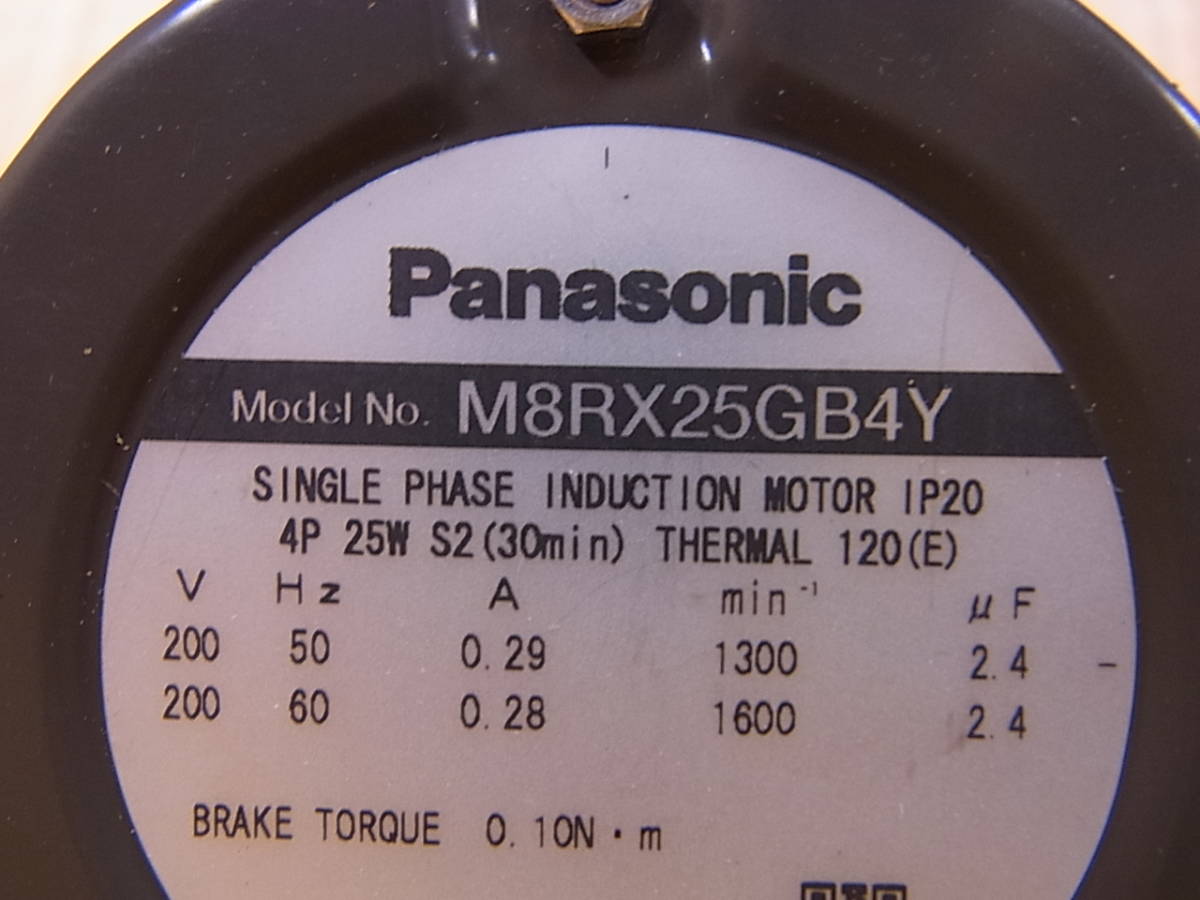 Panasonic
Model No. M8RX25GB4Y
SINGLE PHASE INDUCTION MOTOR IP20
4P 25W S2(30min) THERMAL 120(E)
V Hz A min⁻¹ μF
200 50 0.29 1300 2.4 -
200 60 0.28 1600 2.4
BRAKE TORQUE 0.10N・m